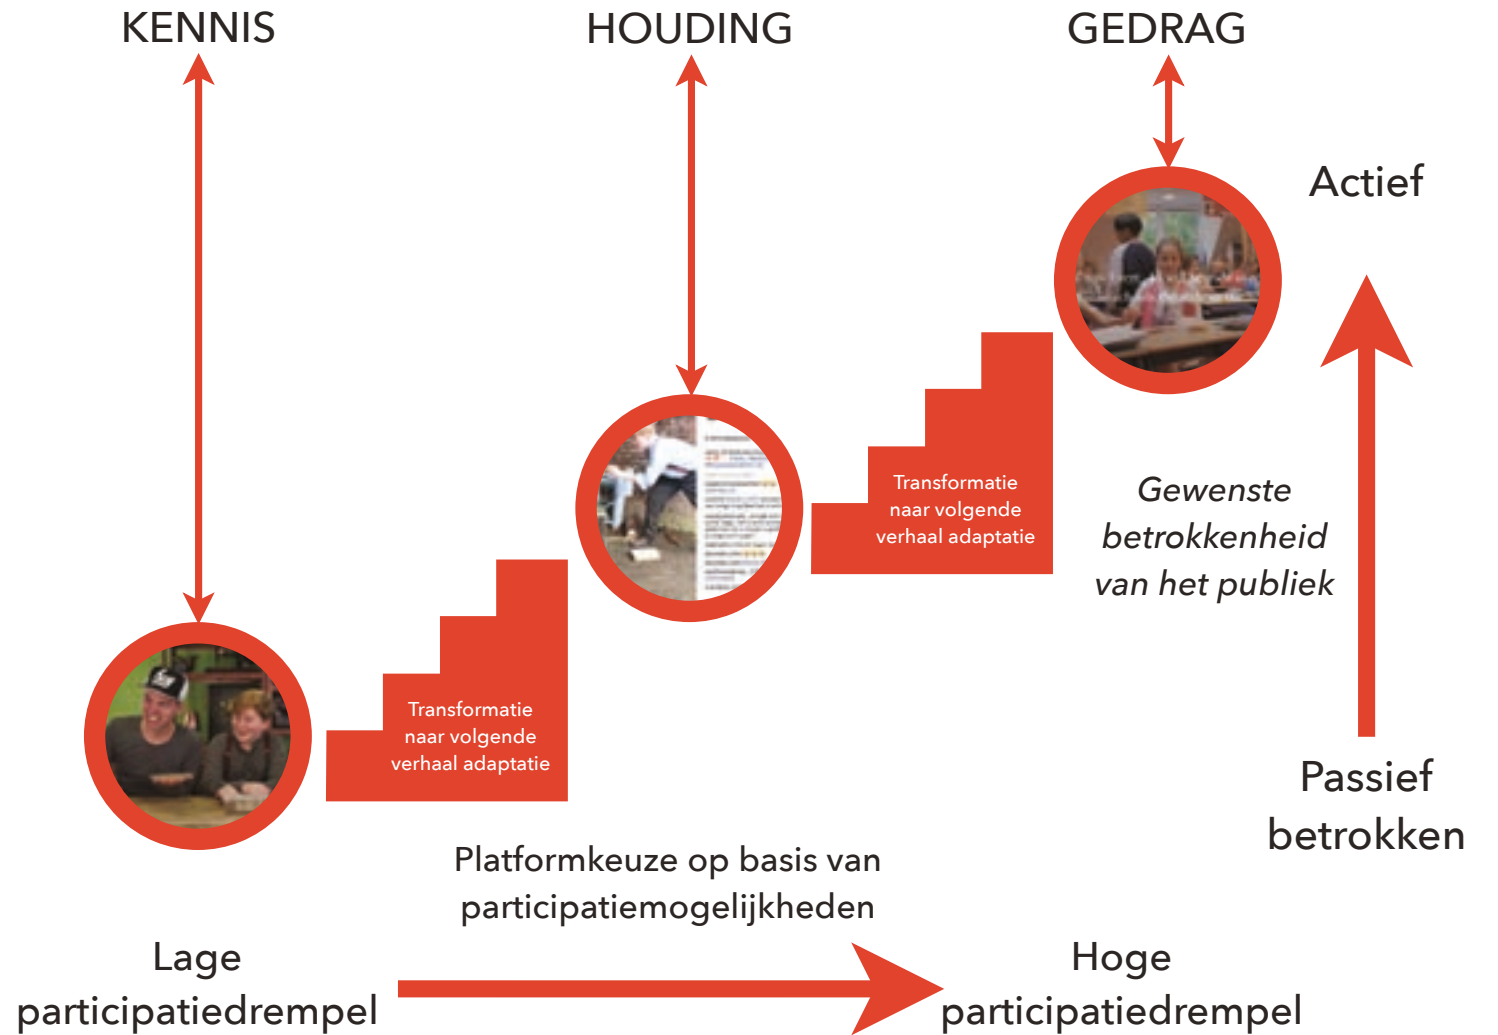 KENNIS
HOUDING
GEDRAG
Actief
Transformatie
naar volgende
verhaal adaptatie
Gewenste
betrokkenheid
van het publiek
Transformatie
naar volgende
verhaal adaptatie
Passief
betrokken
Platformkeuze op basis van
participatiemogelijkheden
Lage
participatiedrempel
Hoge
participatiedrempel